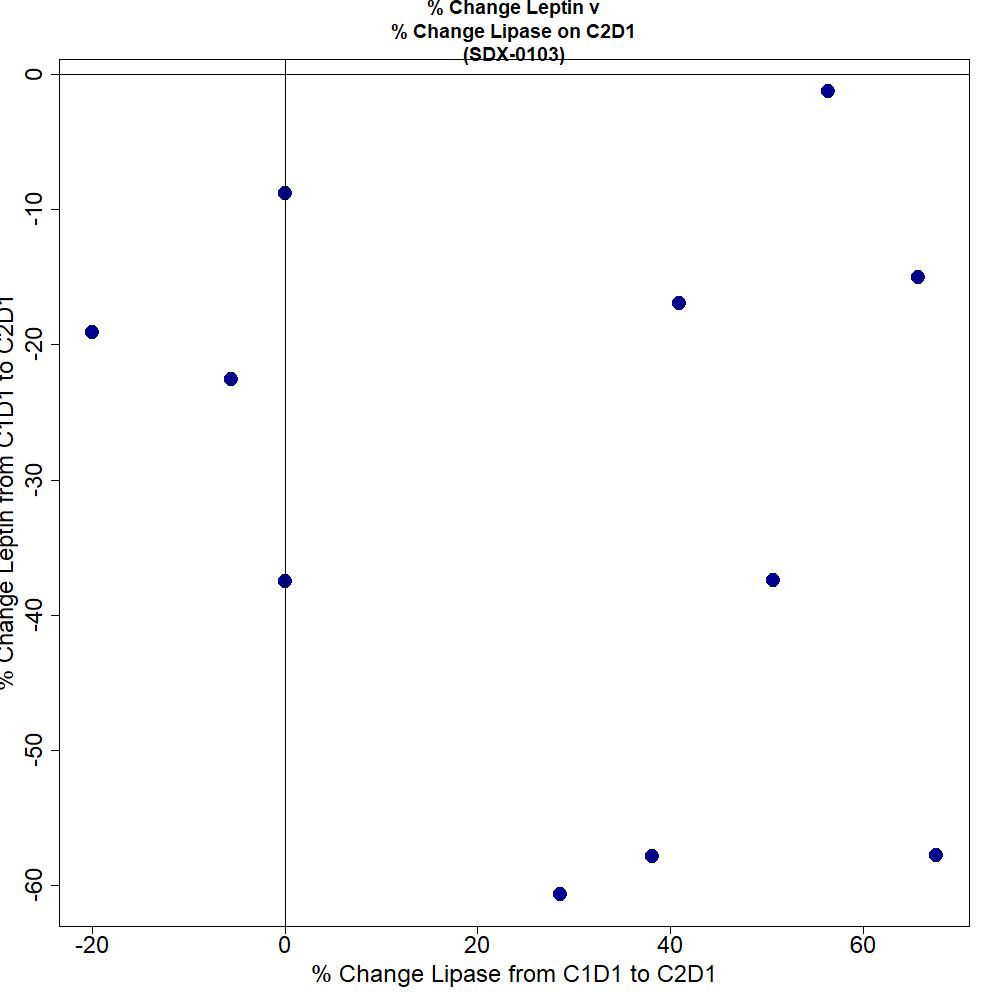 % Change Leptin v
% Change Lipase on C2D1
(SDX-0103)
% Change Leptin from C1D1 to C2D1
0
-10
-20
-30
-40
-50
-60
-20
0
20
40
60
% Change Lipase from C1D1 to C2D1